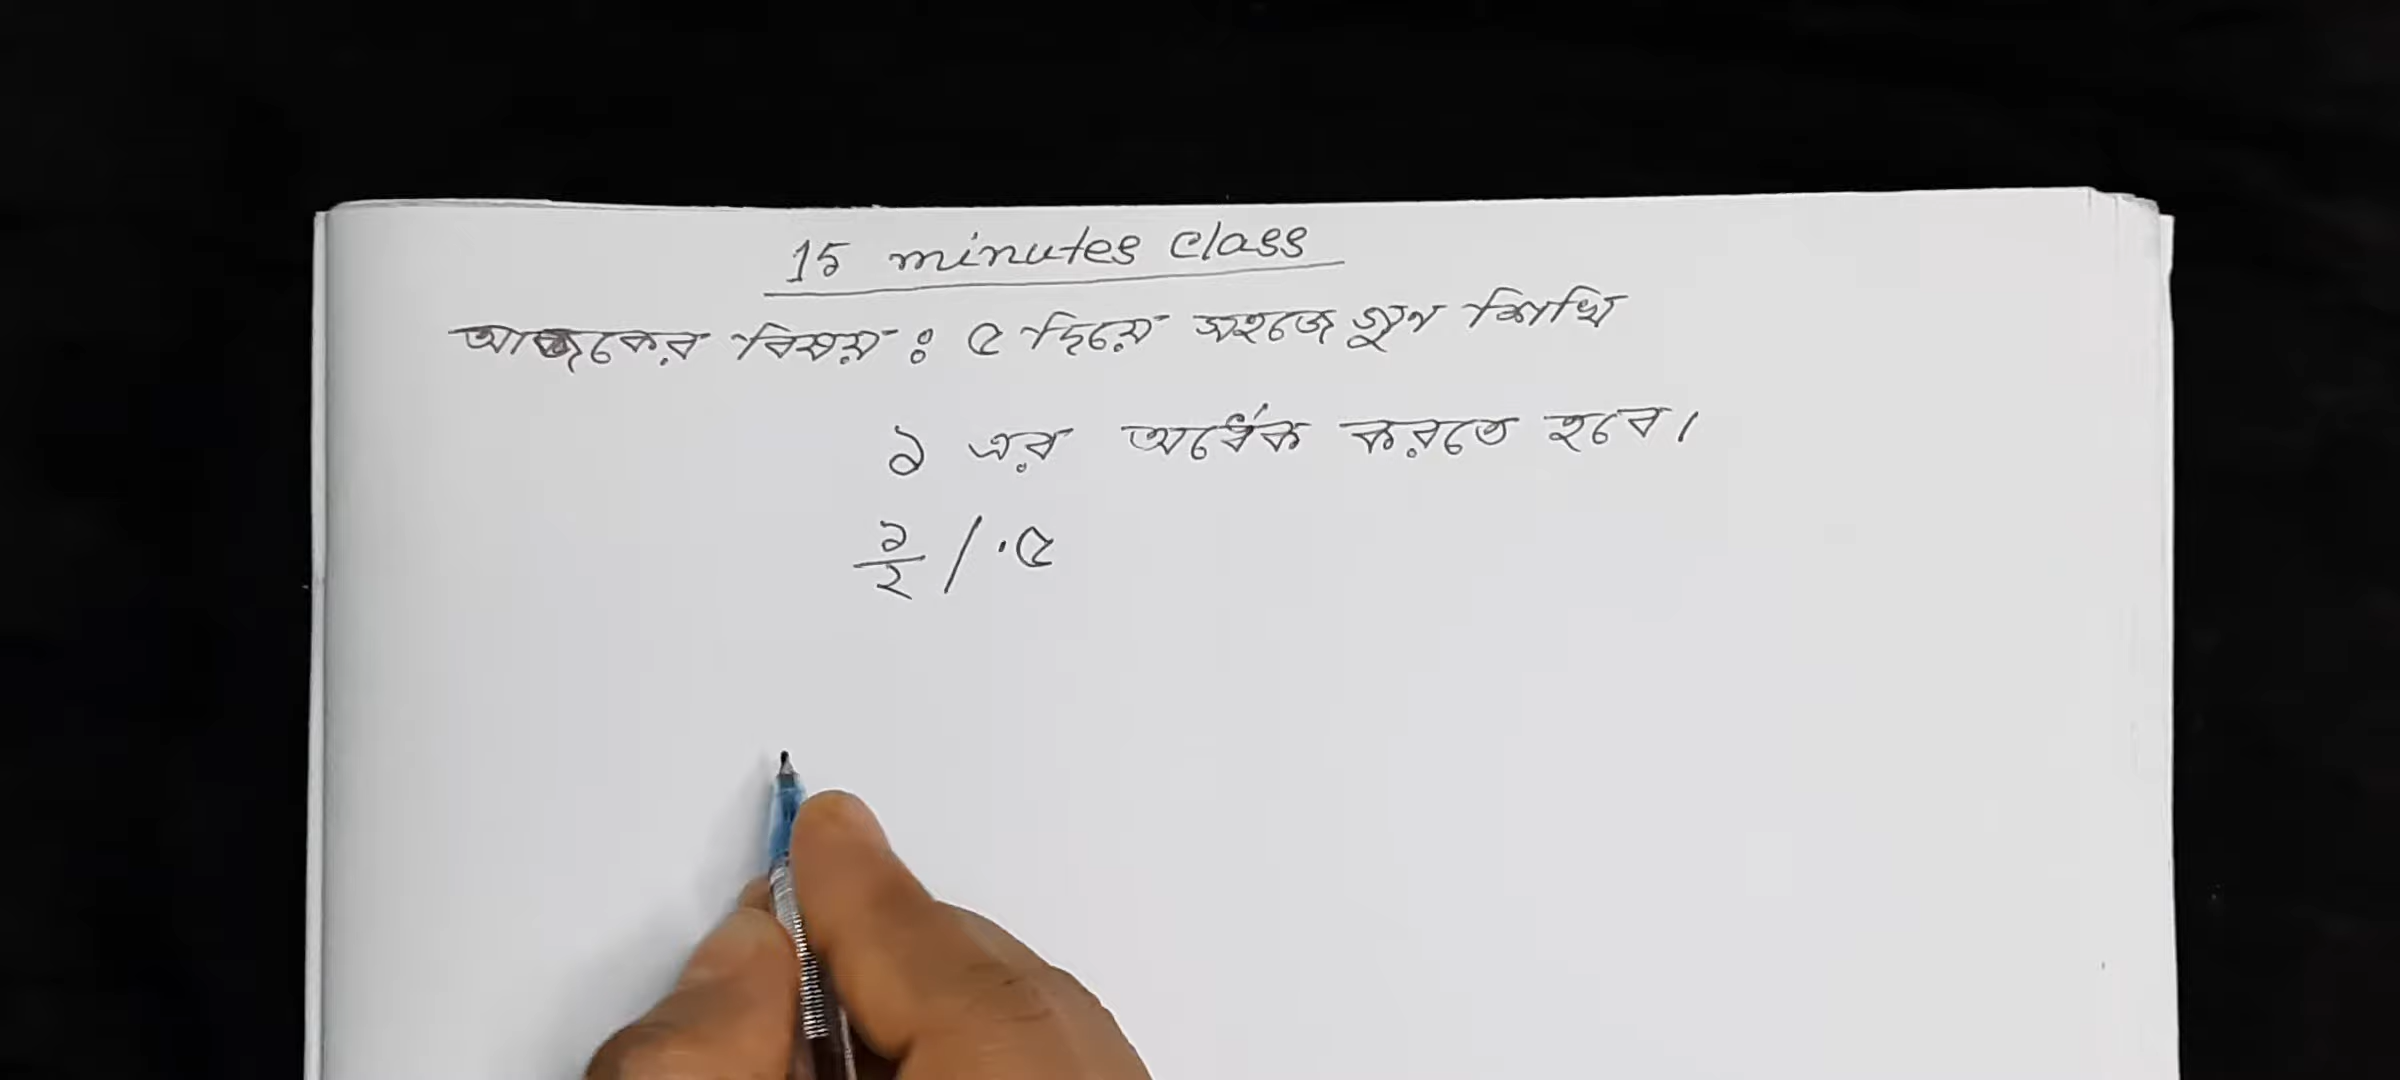 15 minutes class
আজকের বিষয় : ৫ দিয়ে সহজে গুন শিখি
১ এর অর্ধেক করতে হবে।
১/২ / .৫